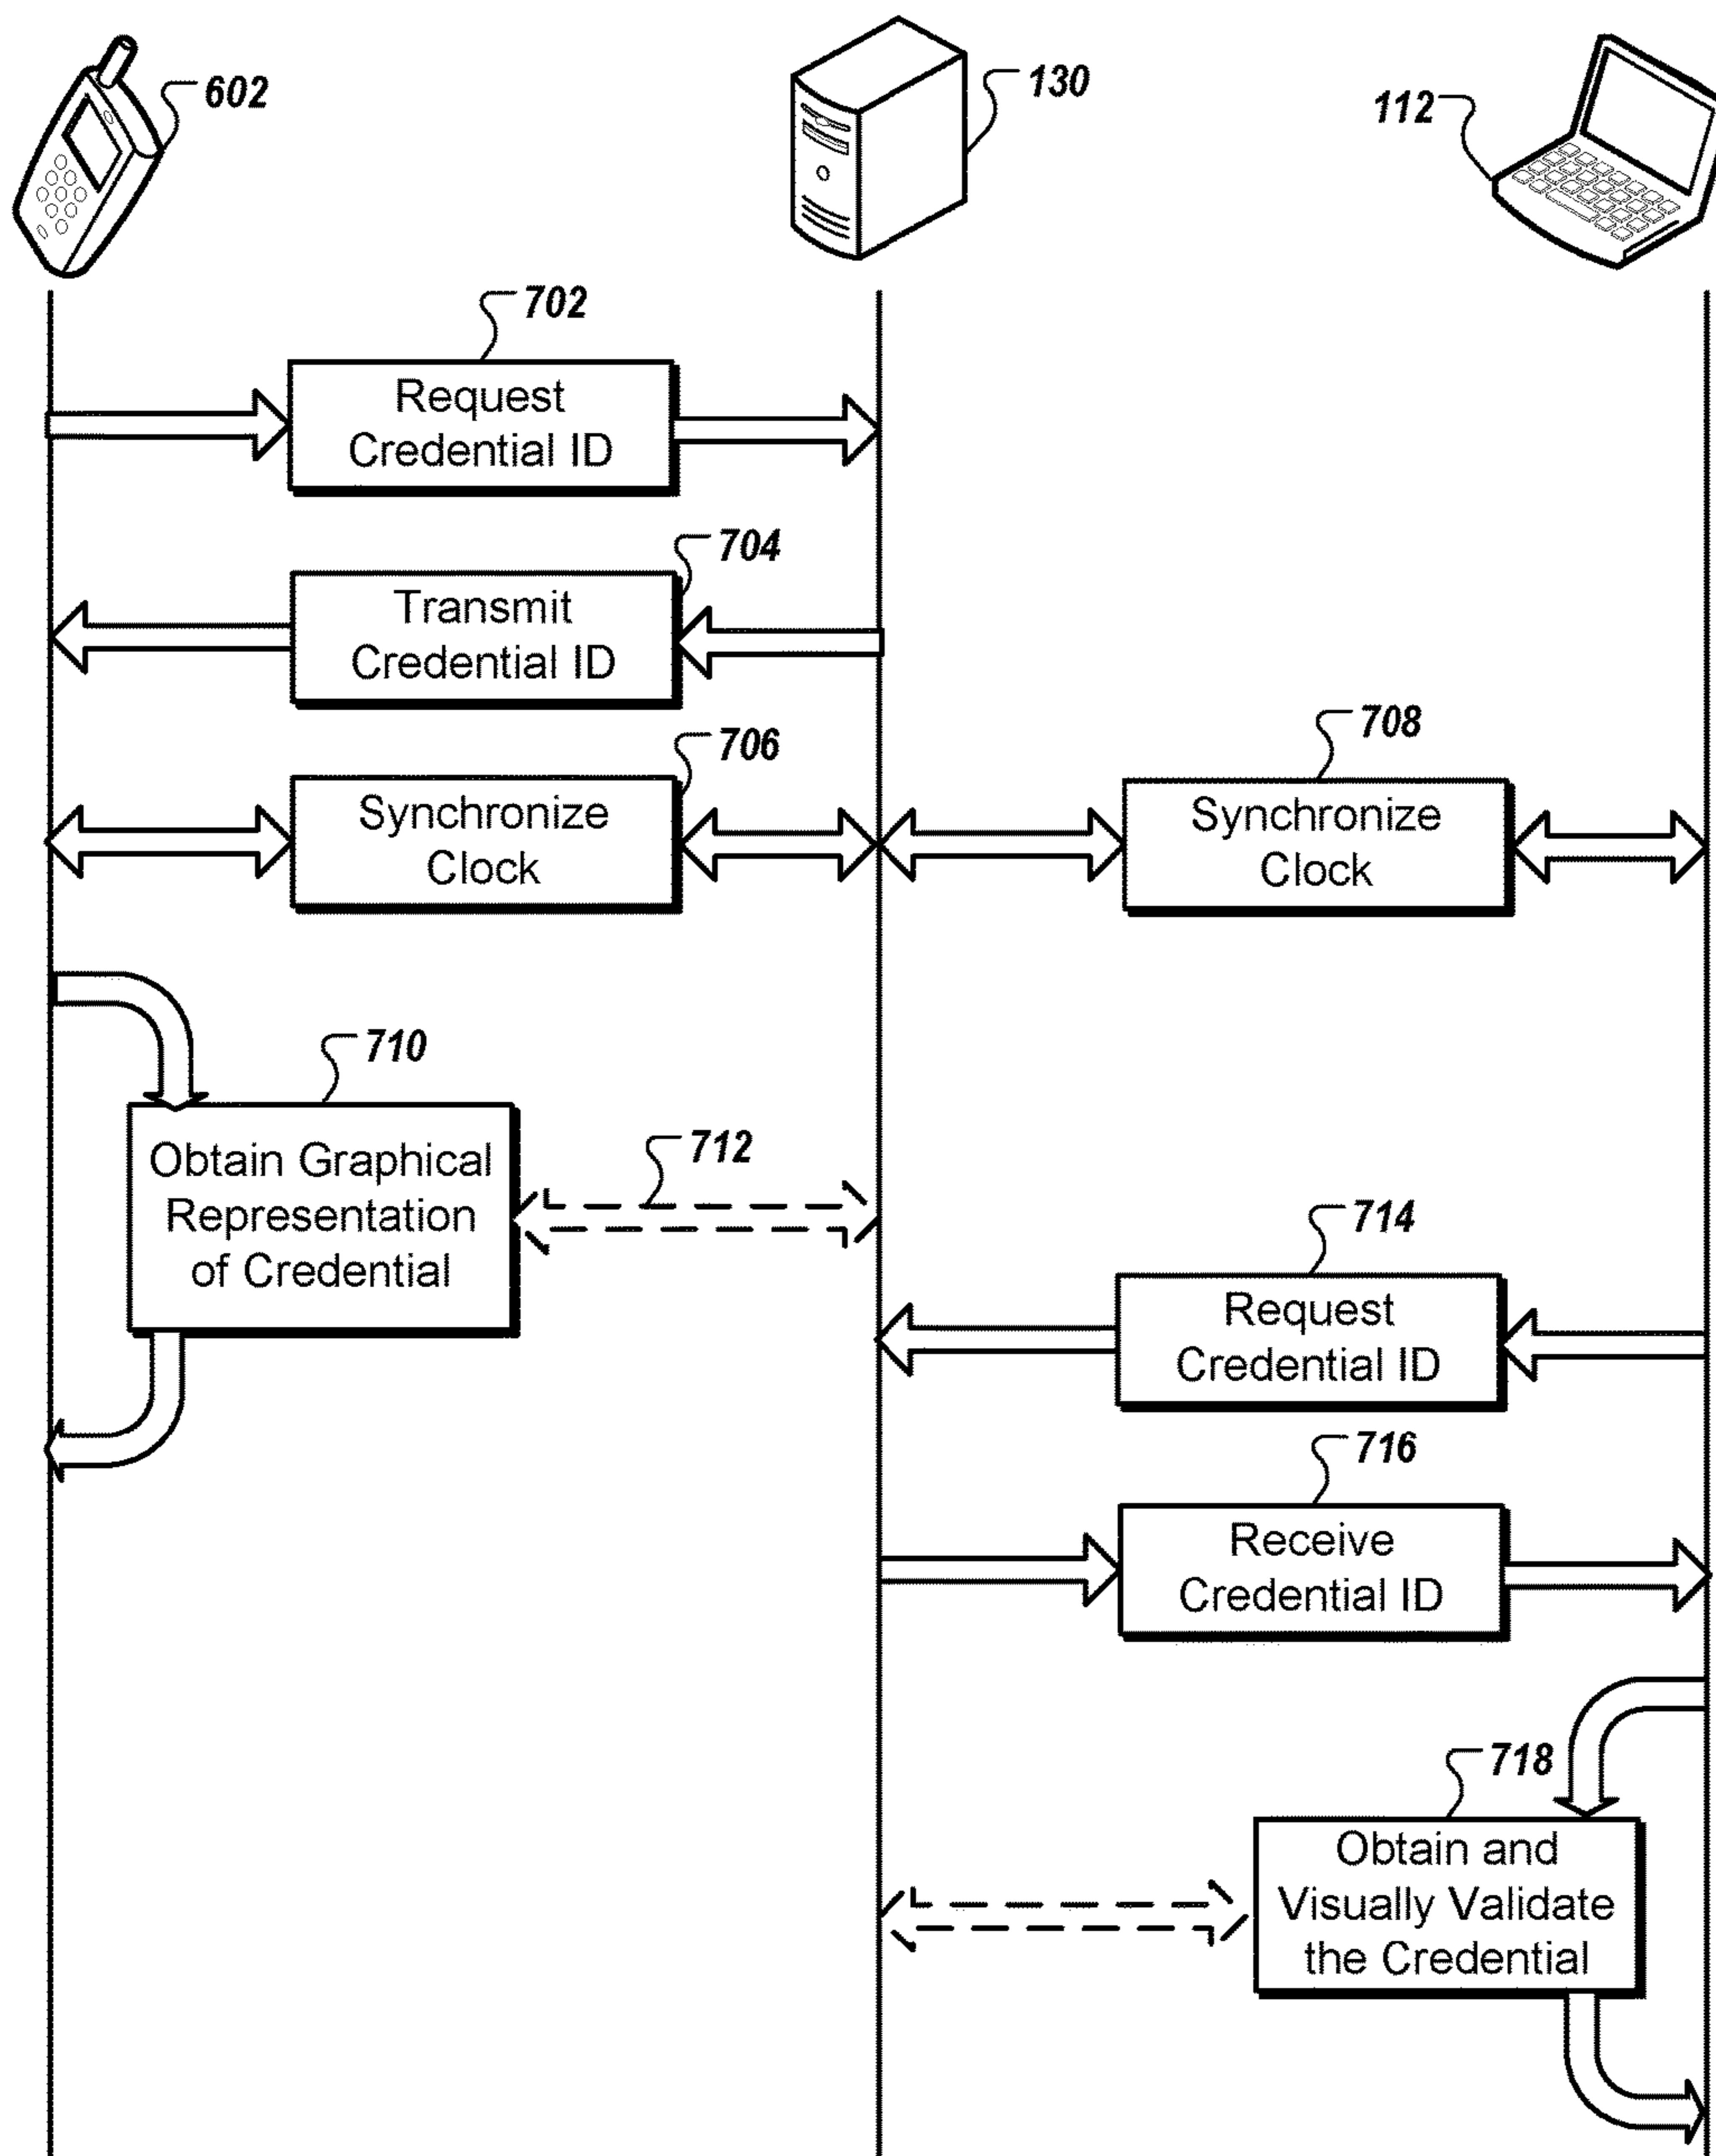 602
130
112
702
Request
Credential ID
704
Transmit
Credential ID
706
Synchronize
Clock
708
Synchronize
Clock
710
Obtain Graphical
Representation
of Credential
712
714
Request
Credential ID
716
Receive
Credential ID
718
Obtain and
Visually Validate
the Credential